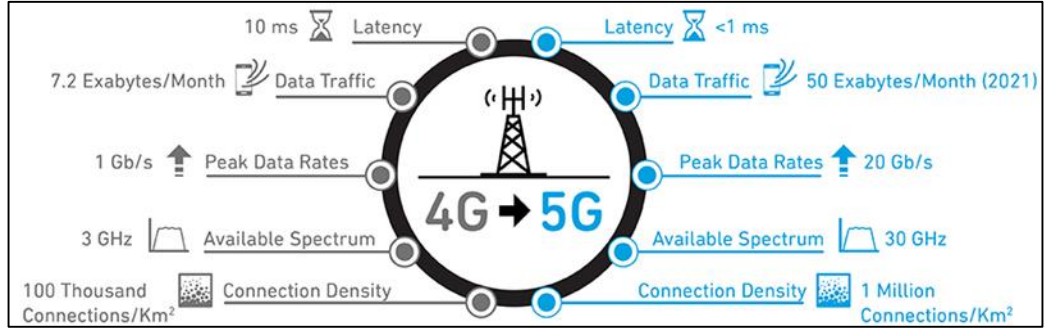 10 ms Latency
Latency <1 ms
7.2 Exabytes/Month Data Traffic
Data Traffic 50 Exabytes/Month (2021)
1 Gb/s Peak Data Rates
Peak Data Rates 20 Gb/s
4G 5G
3 GHz Available Spectrum
Available Spectrum 30 GHz
100 Thousand
Connections/Km²
Connection Density
Connection Density
1 Million
Connections/Km²